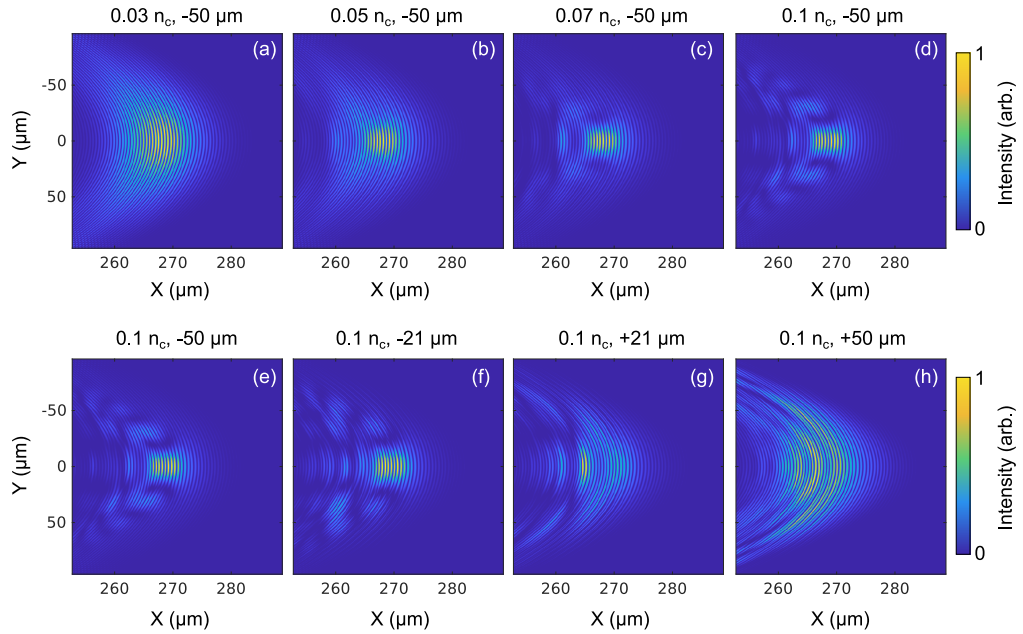 0.03 n_c, -50 μm
0.05 n_c, -50 μm
0.07 n_c, -50 μm
0.1 n_c, -50 μm
(a)
(b)
(c)
(d)
-50
0
50
Y (μm)
260 270 280
260 270 280
260 270 280
260 270 280
X (μm)
X (μm)
X (μm)
X (μm)
1
0
Intensity (arb.)
0.1 n_c, -50 μm
0.1 n_c, -21 μm
0.1 n_c, +21 μm
0.1 n_c, +50 μm
(e)
(f)
(g)
(h)
-50
0
50
Y (μm)
260 270 280
260 270 280
260 270 280
260 270 280
X (μm)
X (μm)
X (μm)
X (μm)
1
0
Intensity (arb.)